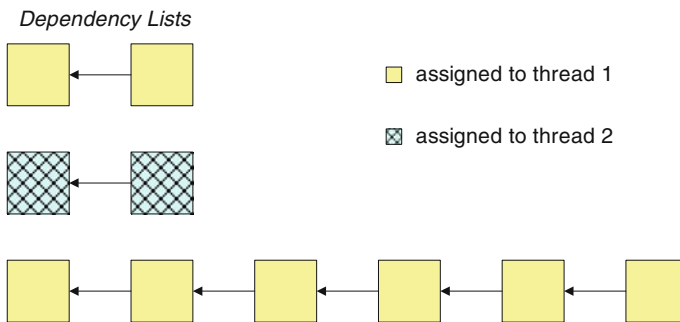 Dependency Lists
assigned to thread 1
assigned to thread 2